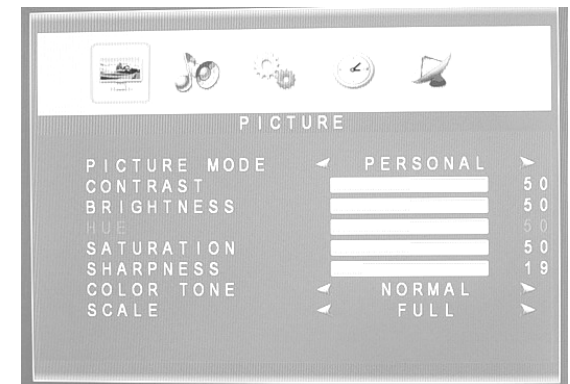 PICTURE
PICTURE MODE PERSONAL
CONTRAST 50
BRIGHTNESS 50
HUE 50
SATURATION 50
SHARPNESS 19
COLOR TONE NORMAL
SCALE FULL